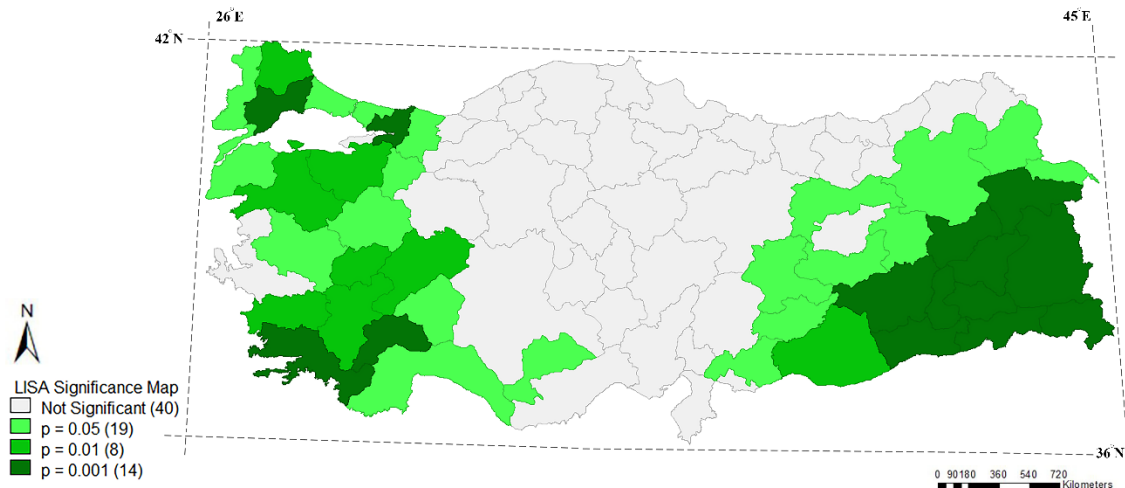 26°E
45°E
42°N
N
LISA Significance Map
Not Significant (40)
p = 0.05 (19)
p = 0.01 (8)
p = 0.001 (14)
36°N
0 90180 360 540 720
Kilometers